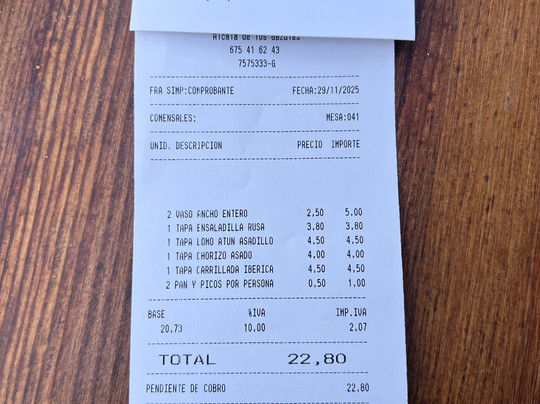 Alcalá de los Gazules
675 41 62 43
7575333-G
FRA SIMP:COMPROBANTE FECHA:29/11/2025
COMENSALES: MESA:041
UNID. DESCRIPCION PRECIO IMPORTE
2 VASO ANCHO ENTERO 2,50 5,00
1 TAPA ENSALADILLA RUSA 3,80 3,80
1 TAPA LOMO ATUN ASADILLO 4,50 4,50
1 TAPA CHORIZO ASADO 4,00 4,00
1 TAPA CARRILLADA IBERICA 4,50 4,50
2 PAN Y PICOS POR PERSONA 0,50 1,00
BASE %IVA IMP.IVA
20,73 10,00 2,07
TOTAL 22,80
PENDIENTE DE COBRO 22,80